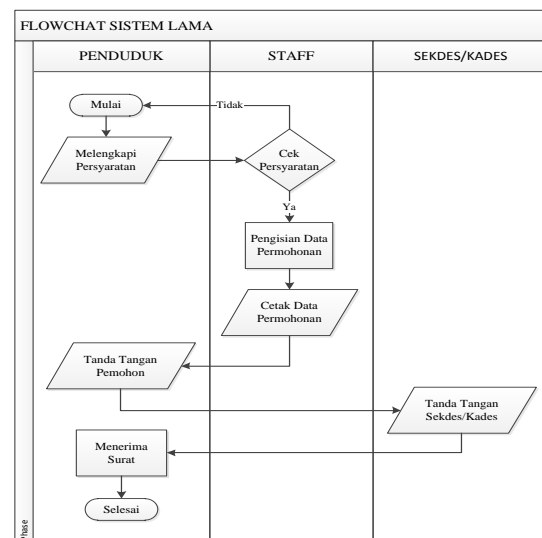 FLOWCHAT SISTEM LAMA
PENDUDUK
STAFF
SEKDES/KADES
Mulai
Tidak
Melengkapi
Persyaratan
Cek
Persyaratan
Ya
Pengisian Data
Permohonan
Cetak Data
Permohonan
Tanda Tangan
Pemohon
Tanda Tangan
Sekdes/Kades
Menerima
Surat
Selesai
Phase